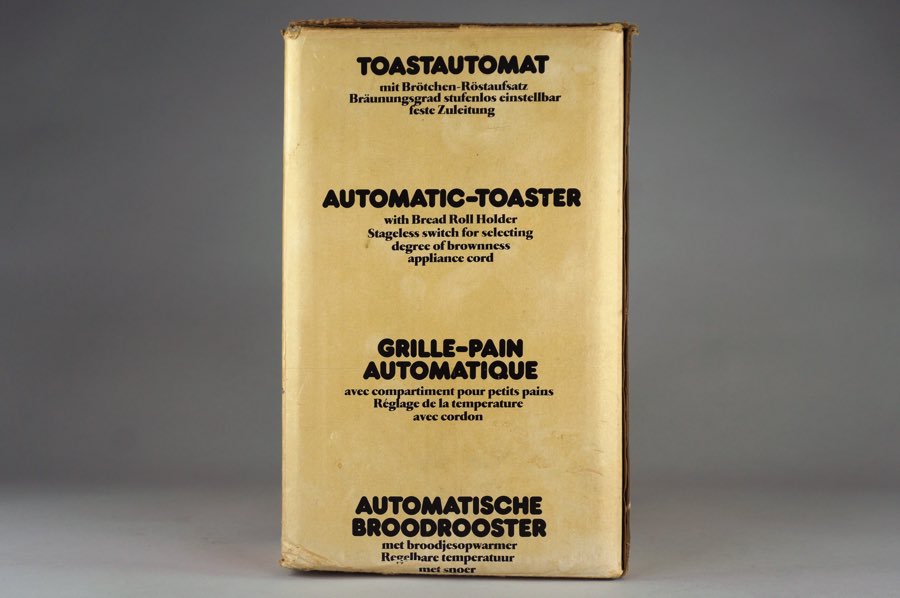 TOASTAUTOMAT
mit Brötchen-Röstaufsatz
Bräunungsgrad stufenlos einstellbar
feste Zuleitung
AUTOMATIC-TOASTER
with Bread Roll Holder
Stageless switch for selecting
degree of brownness
appliance cord
GRILLE-PAIN
AUTOMATIQUE
avec compartiment pour petits pains
Réglage de la temperature
avec cordon
AUTOMATISCHE
BROODROOSTER
met broodjesopwarmer
Regelbare temperatuur
met snoer